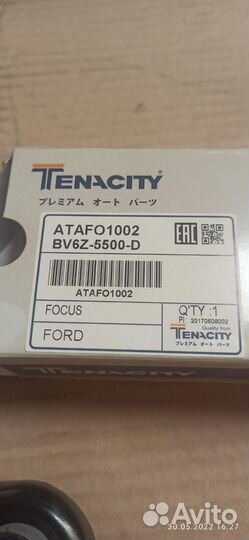 TENACITY
プレミアム オート パーツ
ATAFO1002
BV6Z-5500-D
EAC
ATAFO1002
FOCUS
Q'TY :1
PI: 20170609002
FORD
Quality from
TENACITY
プレミアム オート パーツ
30.05.2022 16:27
Avito